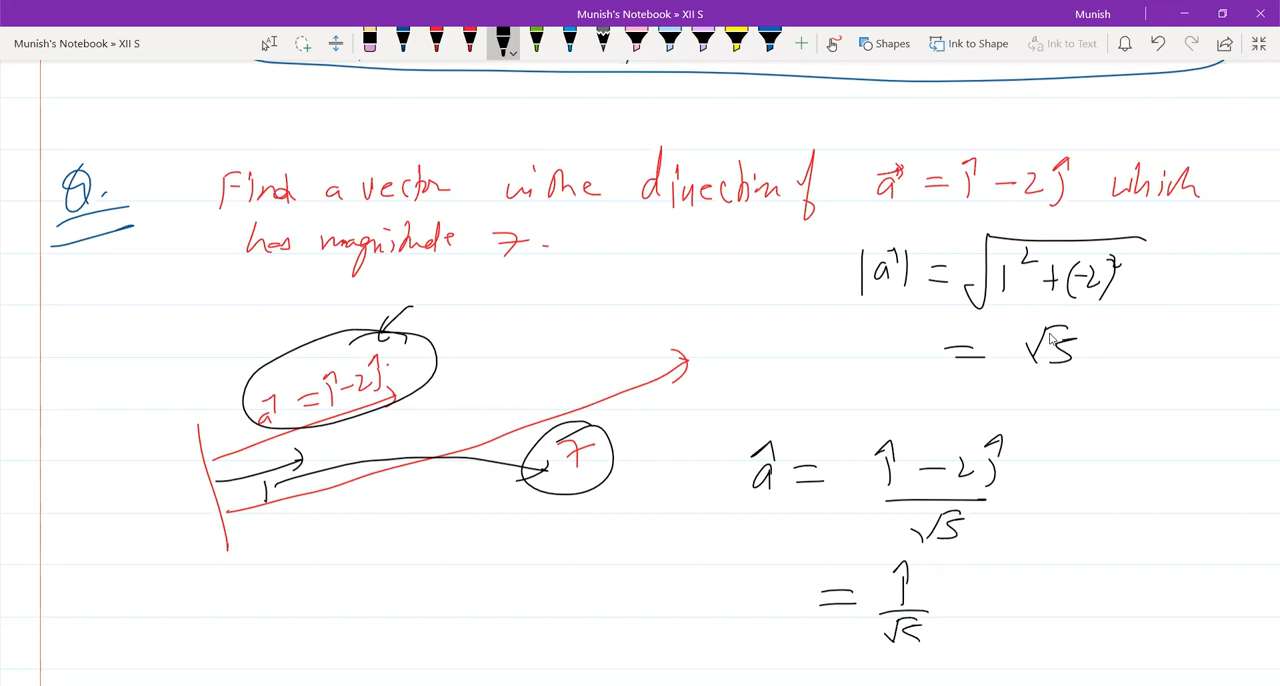 Munish's Notebook » XII S
Munish
Munish's Notebook » XII S
Shapes
Ink to Shape
Ink to Text
Q. Find a vector in the direction of a⃗ = î - 2ĵ which
has magnitude 7.
|a⃗| = √(1² + (-2)²)
= √5
a⃗ = î - 2ĵ
7
1
â = (î - 2ĵ)/√5
= î/√5